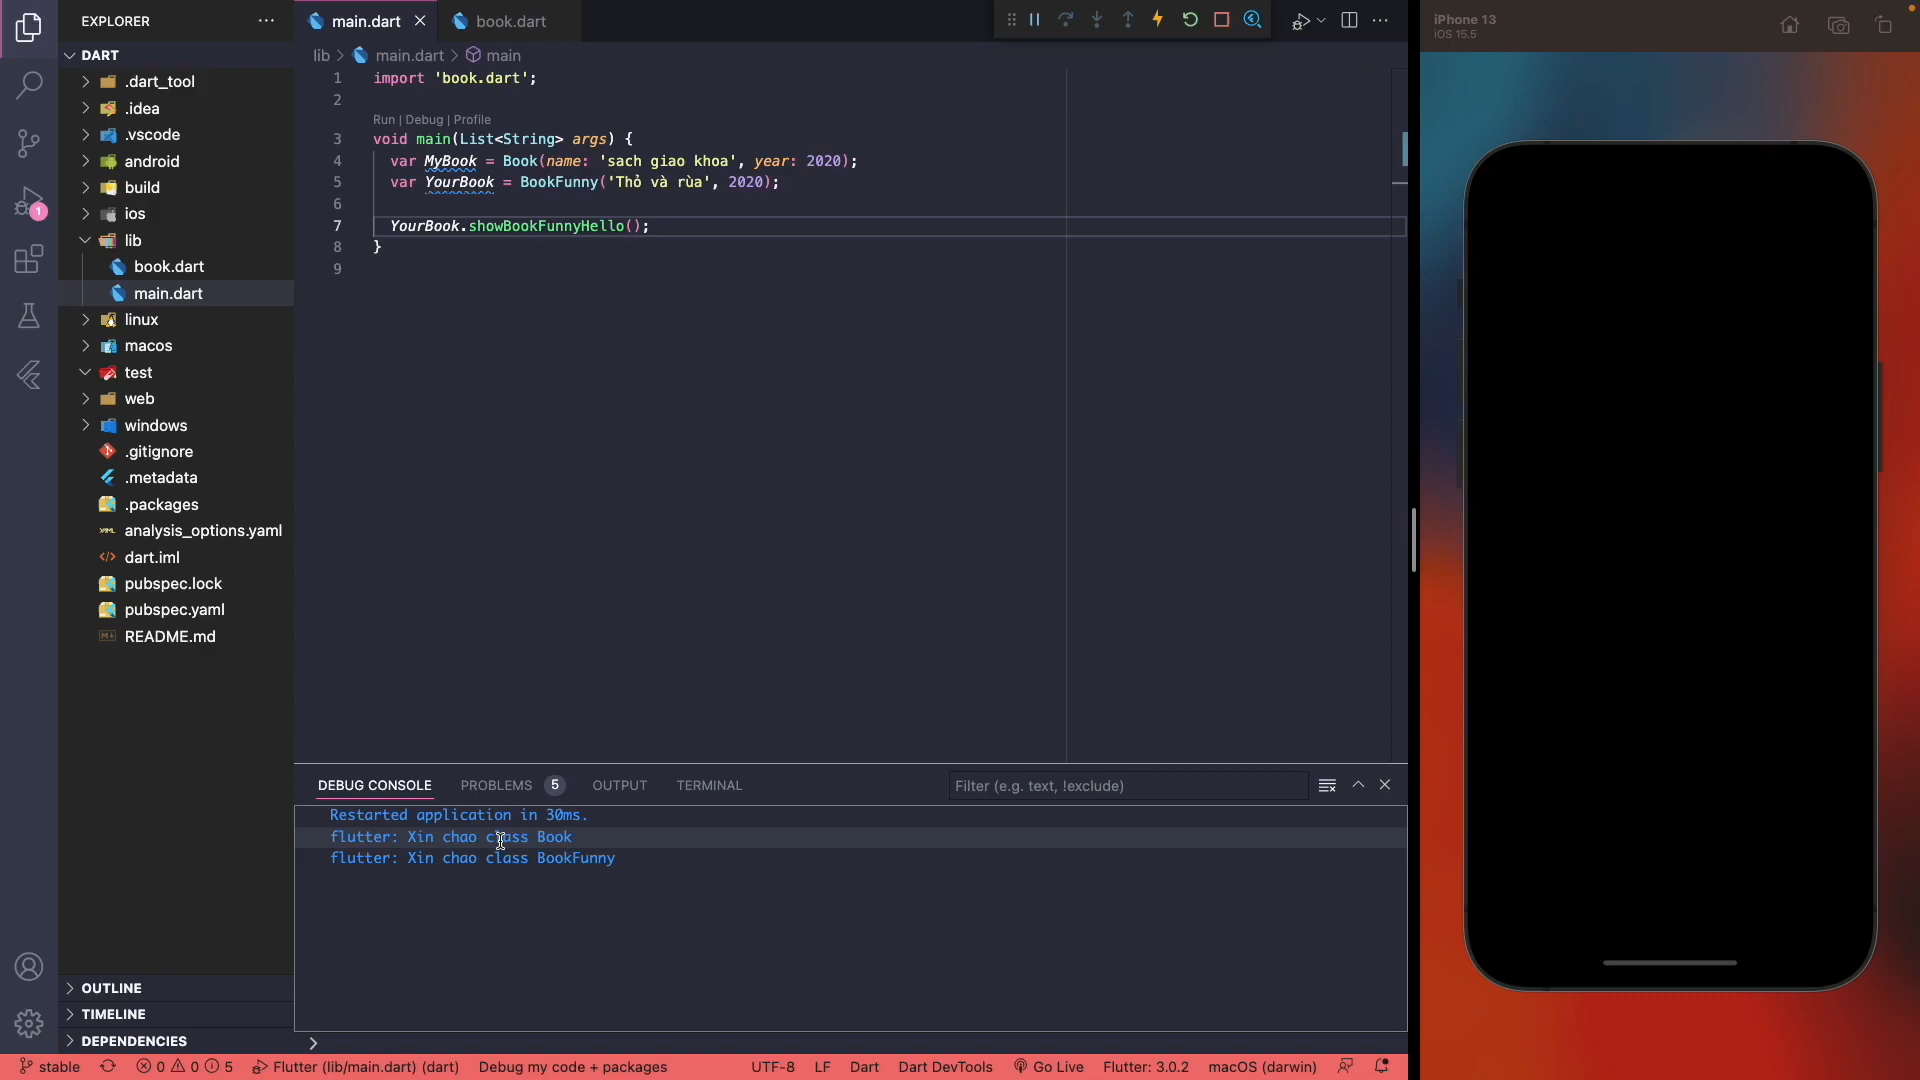 EXPLORER
DART
.dart_tool
.idea
.vscode
android
build
ios
lib
book.dart
main.dart
linux
macos
test
web
windows
.gitignore
.metadata
.packages
analysis_options.yaml
dart.iml
pubspec.lock
pubspec.yaml
README.md
OUTLINE
TIMELINE
DEPENDENCIES
1
main.dart
book.dart
lib > main.dart > main
1 import 'book.dart';
2
Run | Debug | Profile
3 void main(List<String> args) {
4 var MyBook = Book(name: 'sach giao khoa', year: 2020);
5 var YourBook = BookFunny('Thỏ và rùa', 2020);
6
7 YourBook.showBookFunnyHello();
8 }
9
DEBUG CONSOLE PROBLEMS 5 OUTPUT TERMINAL
Filter (e.g. text, !exclude)
Restarted application in 30ms.
flutter: Xin chao class Book
flutter: Xin chao class BookFunny
stable 0 0 5 Flutter (lib/main.dart) (dart) Debug my code + packages UTF-8 LF Dart Dart DevTools Go Live Flutter: 3.0.2 macOS (darwin)
iPhone 13
iOS 15.5